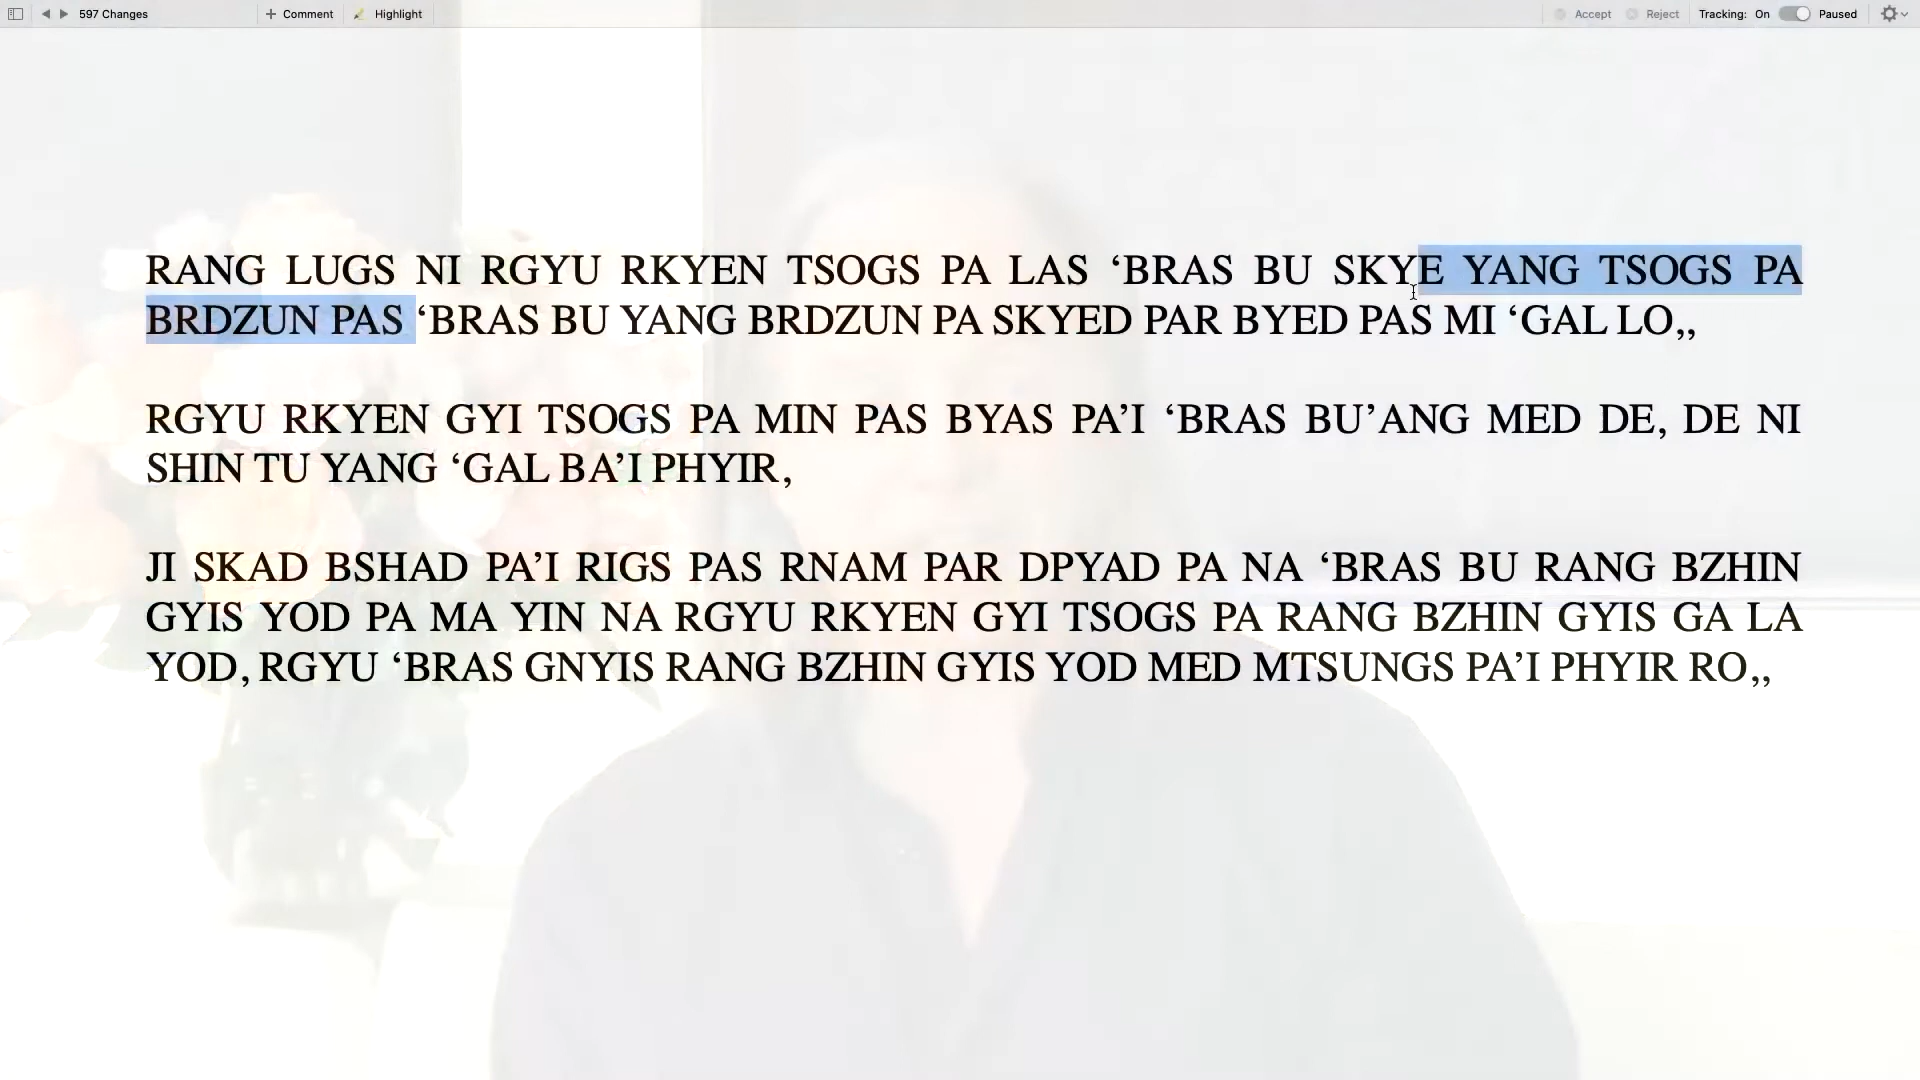 597 Changes + Comment Highlight Accept Reject Tracking: On Paused
RANG LUGS NI RGYU RKYEN TSOGS PA LAS ‘BRAS BU SKYE YANG TSOGS PA
BRDZUN PAS ‘BRAS BU YANG BRDZUN PA SKYED PAR BYED PAS MI ‘GAL LO,,
RGYU RKYEN GYI TSOGS PA MIN PAS BYAS PA’I ‘BRAS BU’ANG MED DE, DE NI
SHIN TU YANG ‘GAL BA’I PHYIR,
JI SKAD BSHAD PA’I RIGS PAS RNAM PAR DPYAD PA NA ‘BRAS BU RANG BZHIN
GYIS YOD PA MA YIN NA RGYU RKYEN GYI TSOGS PA RANG BZHIN GYIS GA LA
YOD, RGYU ‘BRAS GNYIS RANG BZHIN GYIS YOD MED MTSUNGS PA’I PHYIR RO,,